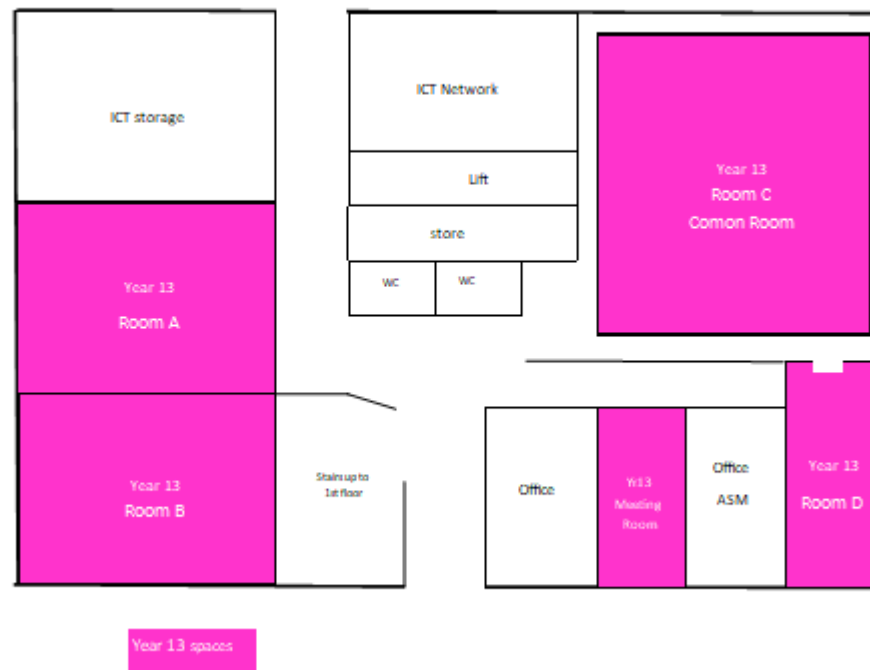 ICT storage
ICT Network
Lift
store
WC
WC
Year 13
Room C
Comon Room
Year 13
Room A
Year 13
Room B
Stairs up to
1st floor
Office
Yr13
Meeting
Room
Office
ASM
Year 13
Room D
Year 13 spaces